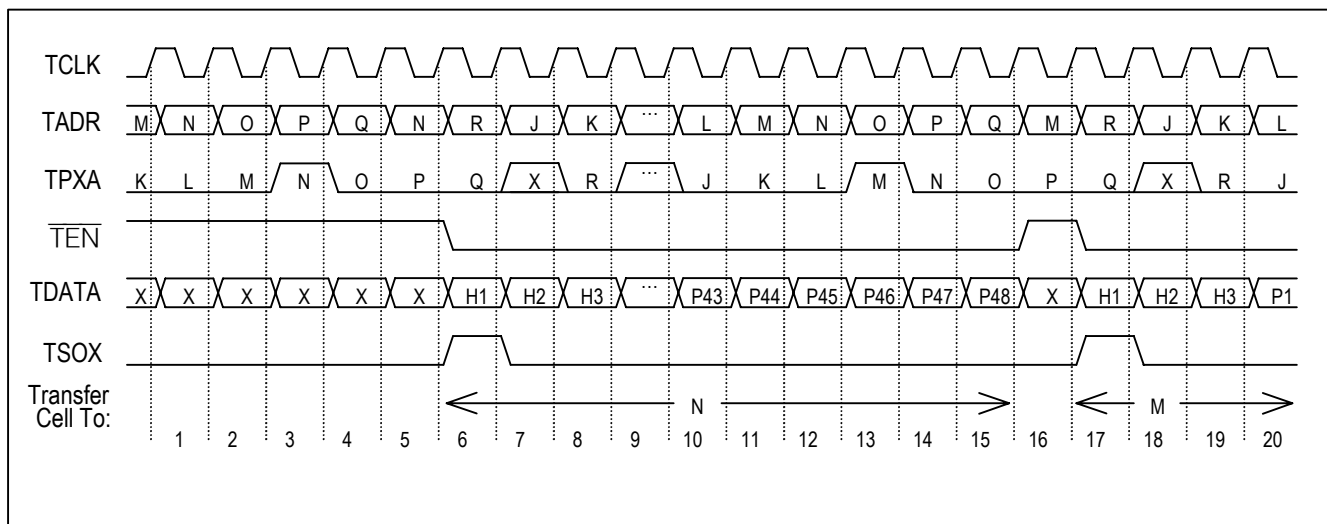 TCLK
TADR M N O P Q N R J K ... L M N O P Q M R J K L
TPXA K L M N O P Q X R ... J K L M N O P Q X R J
TEN
TDATA X X X X X X H1 H2 H3 ... P43 P44 P45 P46 P47 P48 X H1 H2 H3 P1
TSOX
Transfer
Cell To: N M
1 2 3 4 5 6 7 8 9 10 11 12 13 14 15 16 17 18 19 20